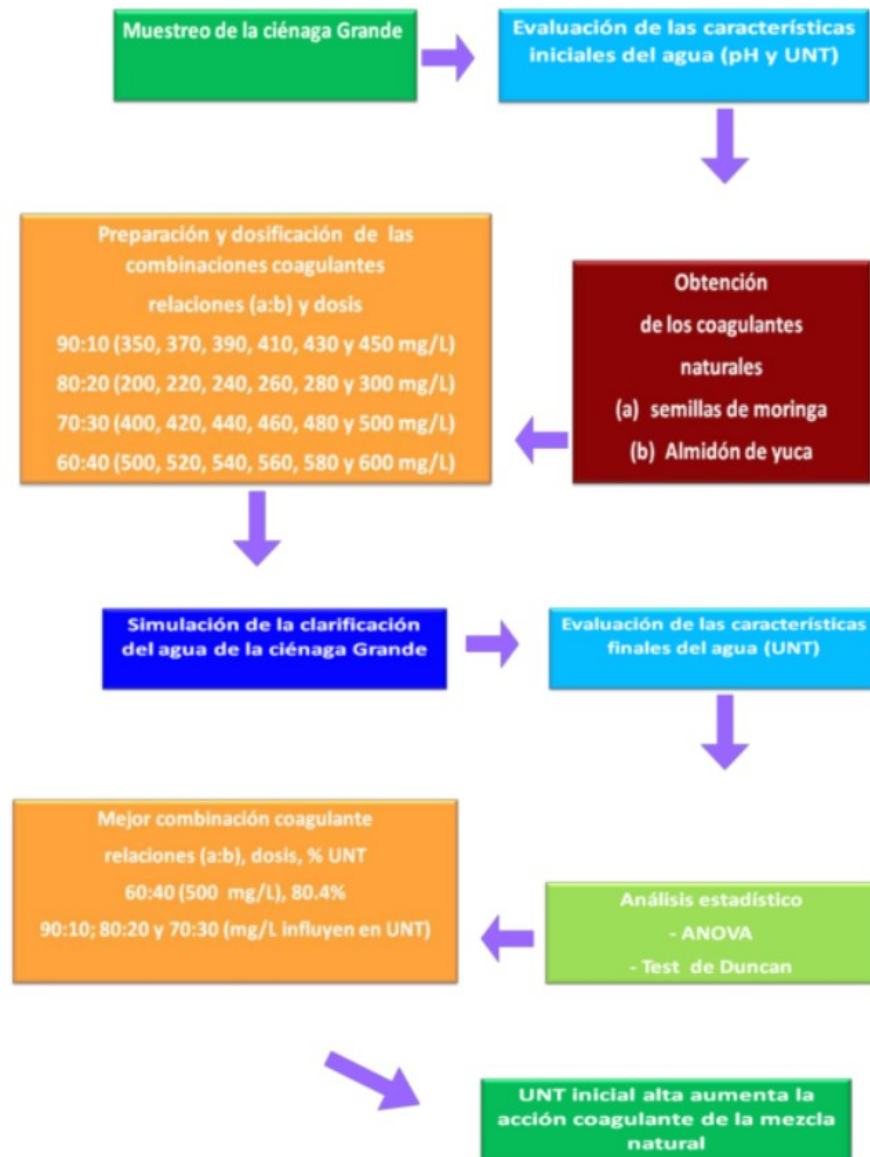 Muestreo de la ciénaga Grande
Evaluación de las características
iniciales del agua (pH y UNT)
Obtención
de los coagulantes
naturales
(a) semillas de moringa
(b) Almidón de yuca
Preparación y dosificación de las
combinaciones coagulantes
relaciones (a:b) y dosis
90:10 (350, 370, 390, 410, 430 y 450 mg/L)
80:20 (200, 220, 240, 260, 280 y 300 mg/L)
70:30 (400, 420, 440, 460, 480 y 500 mg/L)
60:40 (500, 520, 540, 560, 580 y 600 mg/L)
Simulación de la clarificación
del agua de la ciénaga Grande
Evaluación de las características
finales del agua (UNT)
Análisis estadístico
- ANOVA
- Test de Duncan
Mejor combinación coagulante
relaciones (a:b), dosis, % UNT
60:40 (500 mg/L), 80.4%
90:10; 80:20 y 70:30 (mg/L influyen en UNT)
UNT inicial alta aumenta la
acción coagulante de la mezcla
natural